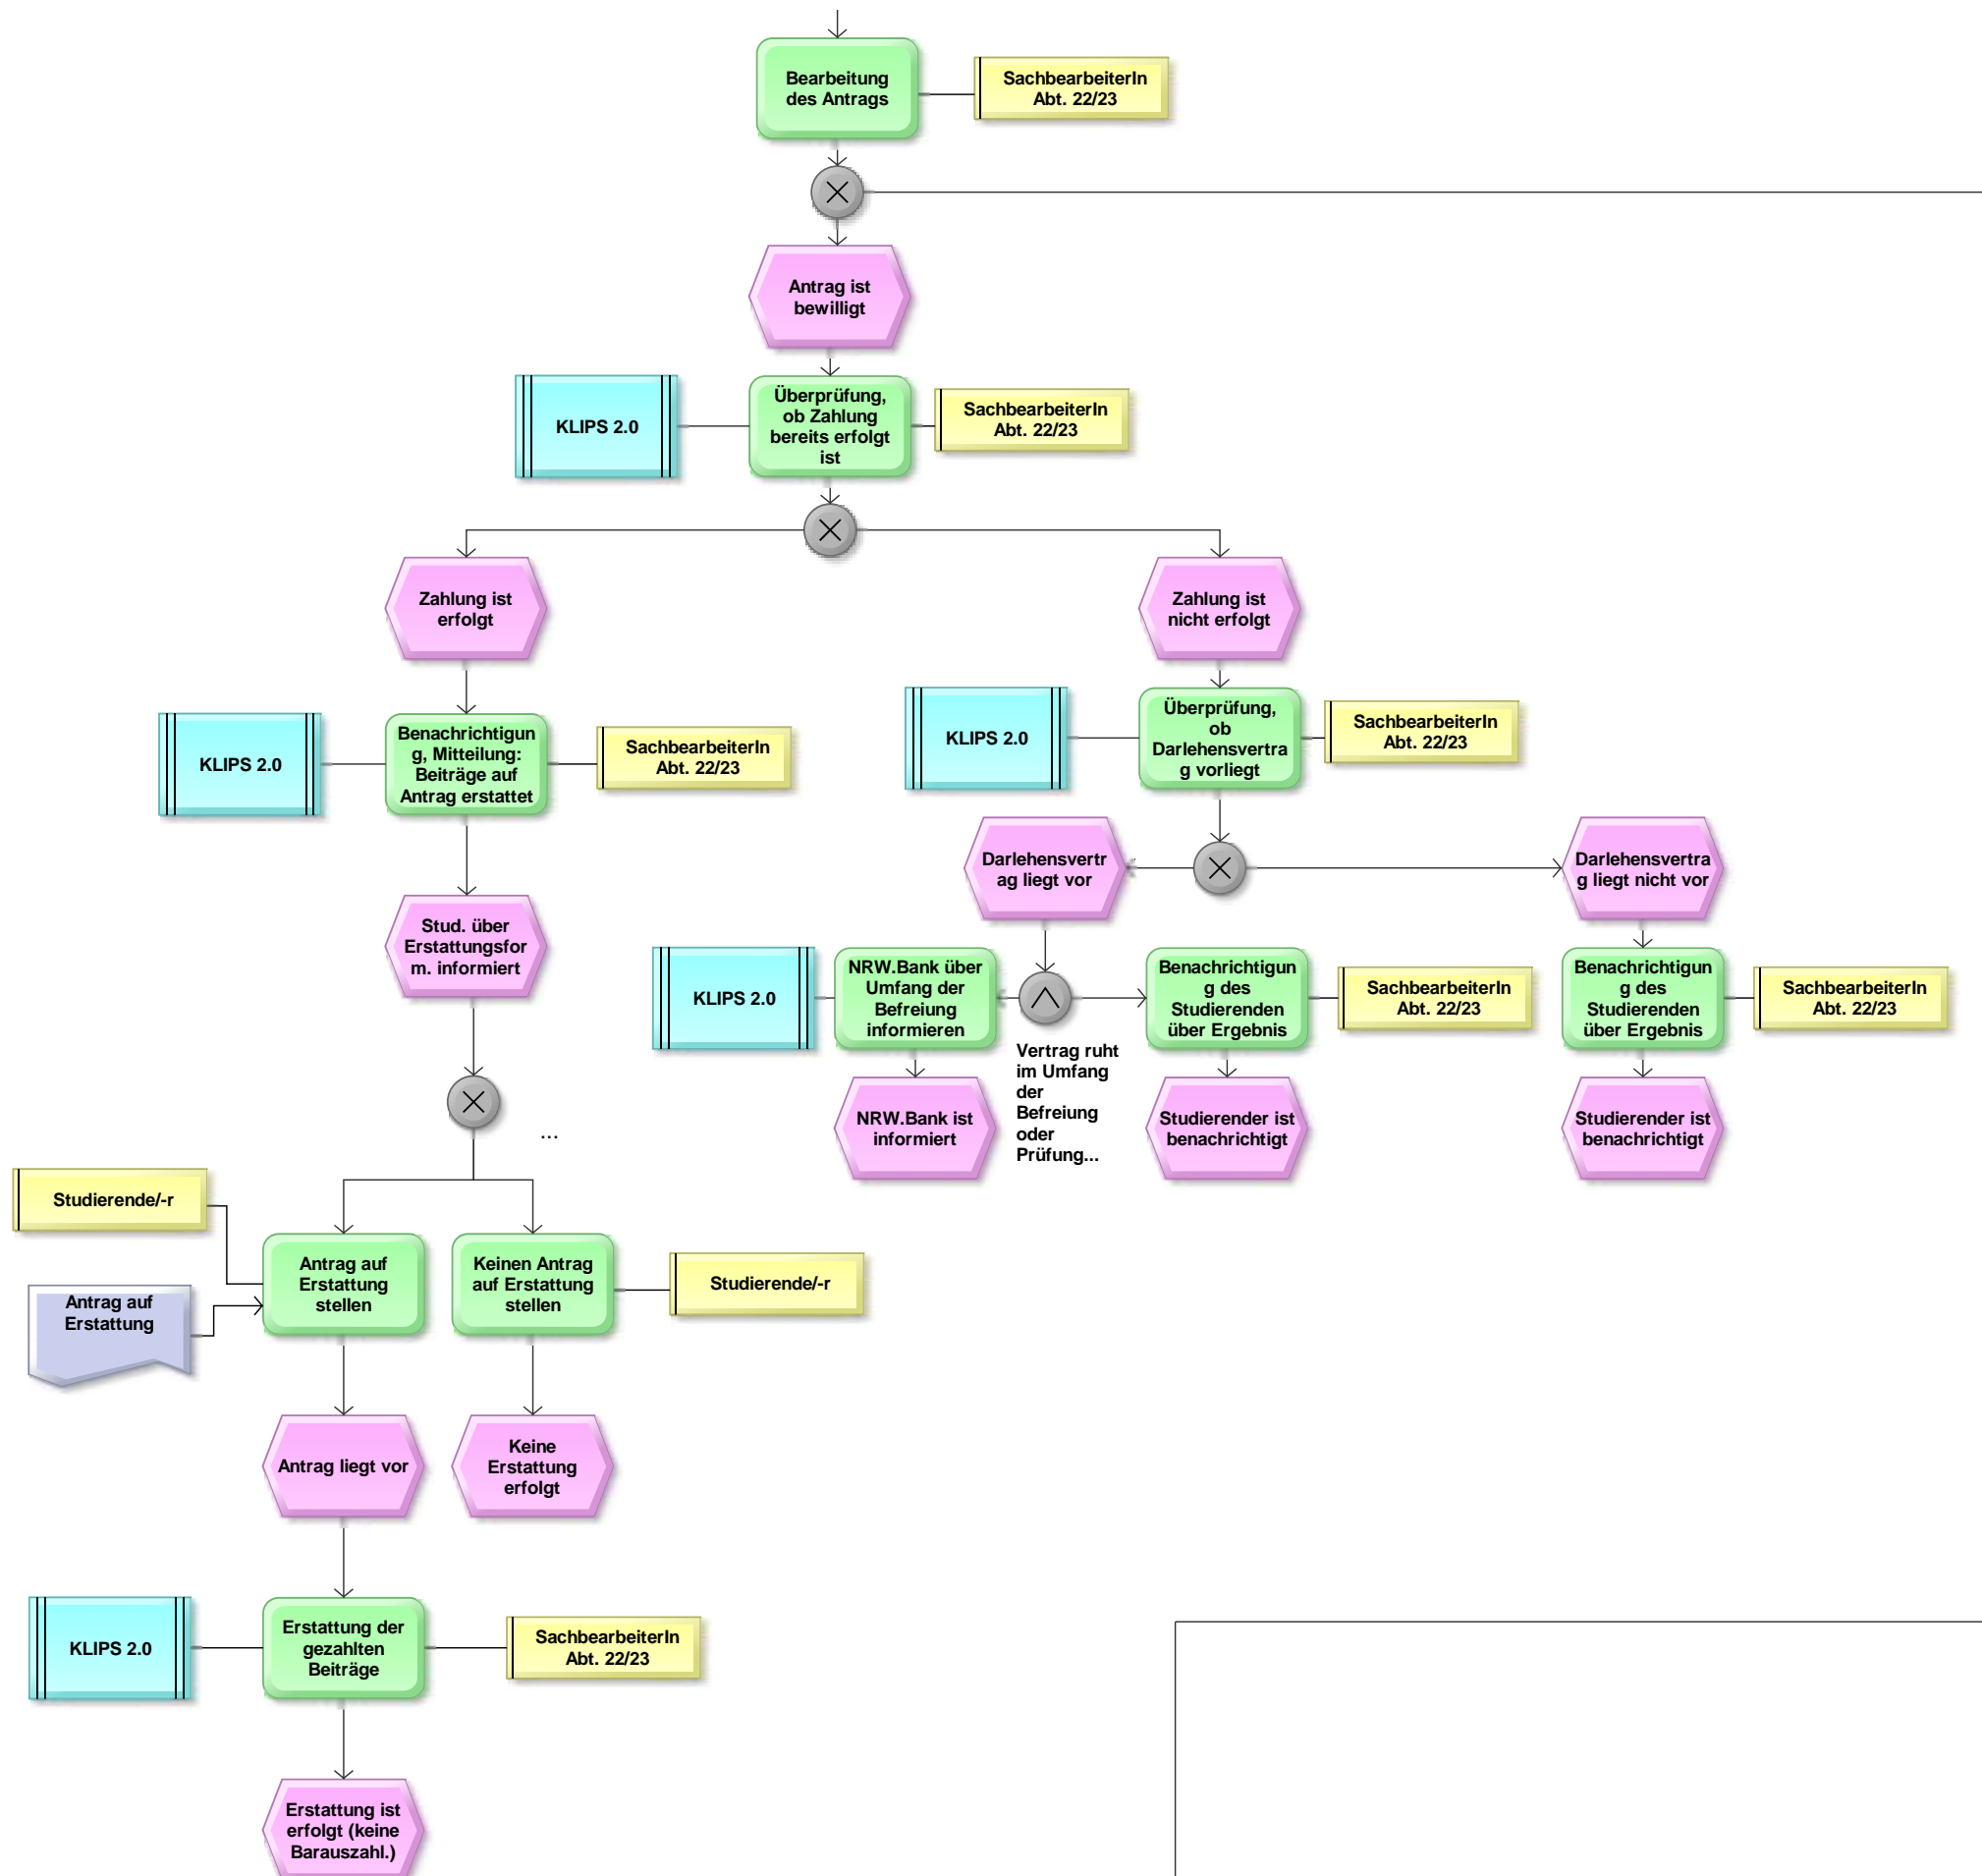 Bearbeitung
des Antrags
SachbearbeiterIn
Abt. 22/23
Antrag ist
bewilligt
KLIPS 2.0
Überprüfung,
ob Zahlung
bereits erfolgt
ist
SachbearbeiterIn
Abt. 22/23
Zahlung ist
erfolgt
Zahlung ist
nicht erfolgt
KLIPS 2.0
Benachrichtigun
g, Mitteilung:
Beiträge auf
Antrag erstattet
SachbearbeiterIn
Abt. 22/23
KLIPS 2.0
Überprüfung,
ob
Darlehensvertra
g vorliegt
SachbearbeiterIn
Abt. 22/23
Darlehensvertr
ag liegt vor
Darlehensvertra
g liegt nicht vor
Stud. über
Erstattungsfor
m. informiert
KLIPS 2.0
NRW.Bank über
Umfang der
Befreiung
informieren
Benachrichtigun
g des
Studierenden
über Ergebnis
SachbearbeiterIn
Abt. 22/23
Benachrichtigun
g des
Studierenden
über Ergebnis
SachbearbeiterIn
Abt. 22/23
Vertrag ruht
im Umfang
der
Befreiung
oder
Prüfung...
NRW.Bank ist
informiert
Studierender ist
benachrichtigt
Studierender ist
benachrichtigt
...
Studierende/-r
Antrag auf
Erstattung
Antrag auf
Erstattung
stellen
Keinen Antrag
auf Erstattung
stellen
Studierende/-r
Antrag liegt vor
Keine
Erstattung
erfolgt
KLIPS 2.0
Erstattung der
gezahlten
Beiträge
SachbearbeiterIn
Abt. 22/23
Erstattung ist
erfolgt (keine
Barauszahl.)